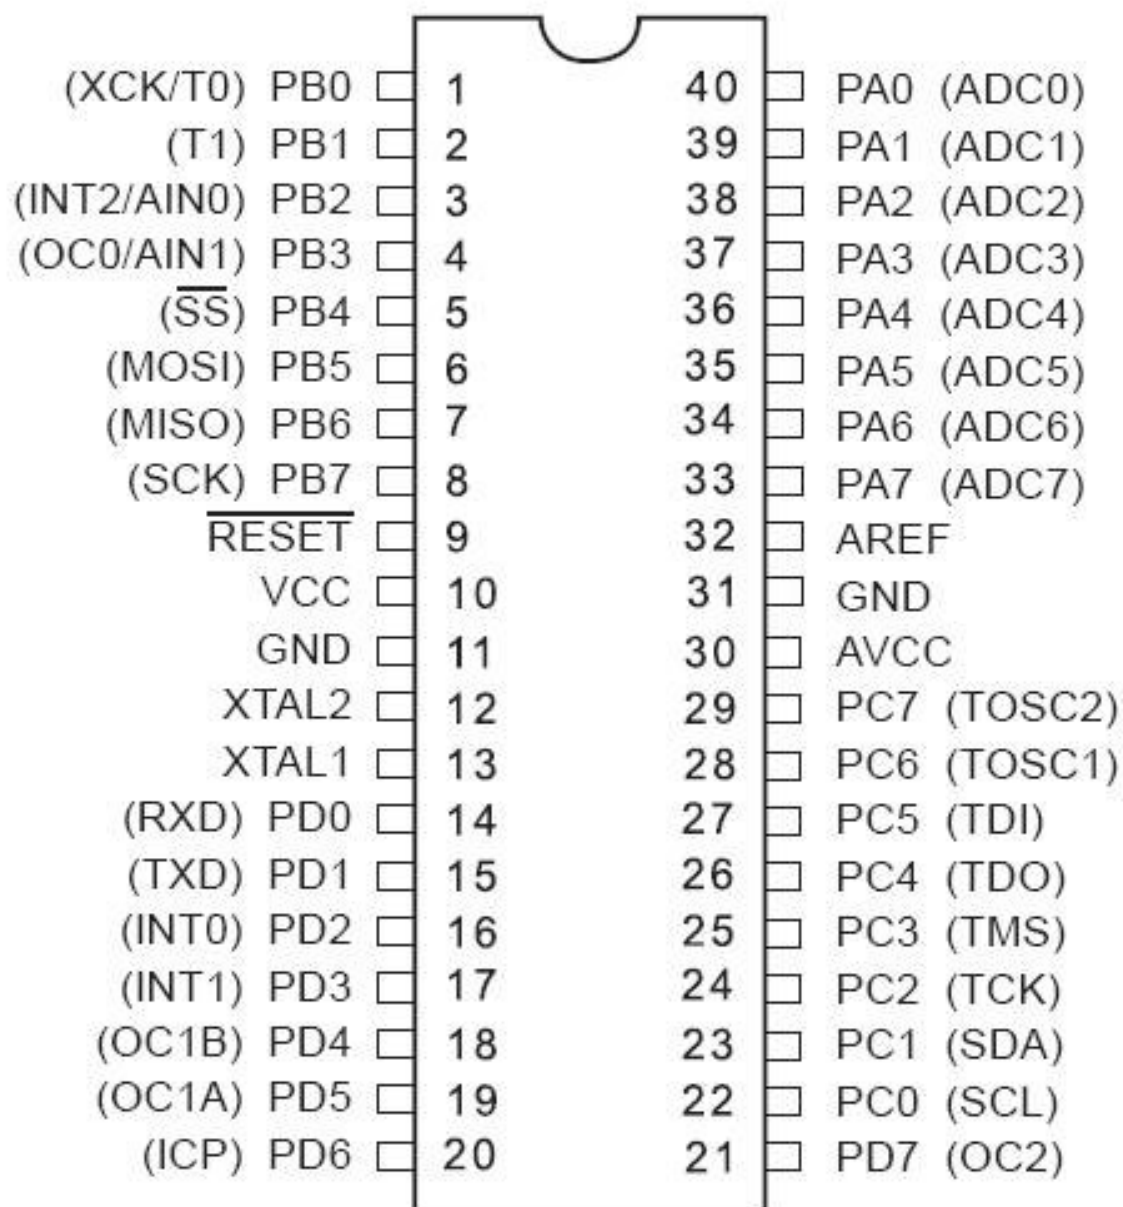 (XCK/T0) PB0 1 40 PA0 (ADC0)
(T1) PB1 2 39 PA1 (ADC1)
(INT2/AIN0) PB2 3 38 PA2 (ADC2)
(OC0/AIN1) PB3 4 37 PA3 (ADC3)
(S̅S̅) PB4 5 36 PA4 (ADC4)
(MOSI) PB5 6 35 PA5 (ADC5)
(MISO) PB6 7 34 PA6 (ADC6)
(SCK) PB7 8 33 PA7 (ADC7)
R̅E̅S̅E̅T̅ 9 32 AREF
VCC 10 31 GND
GND 11 30 AVCC
XTAL2 12 29 PC7 (TOSC2)
XTAL1 13 28 PC6 (TOSC1)
(RXD) PD0 14 27 PC5 (TDI)
(TXD) PD1 15 26 PC4 (TDO)
(INT0) PD2 16 25 PC3 (TMS)
(INT1) PD3 17 24 PC2 (TCK)
(OC1B) PD4 18 23 PC1 (SDA)
(OC1A) PD5 19 22 PC0 (SCL)
(ICP) PD6 20 21 PD7 (OC2)